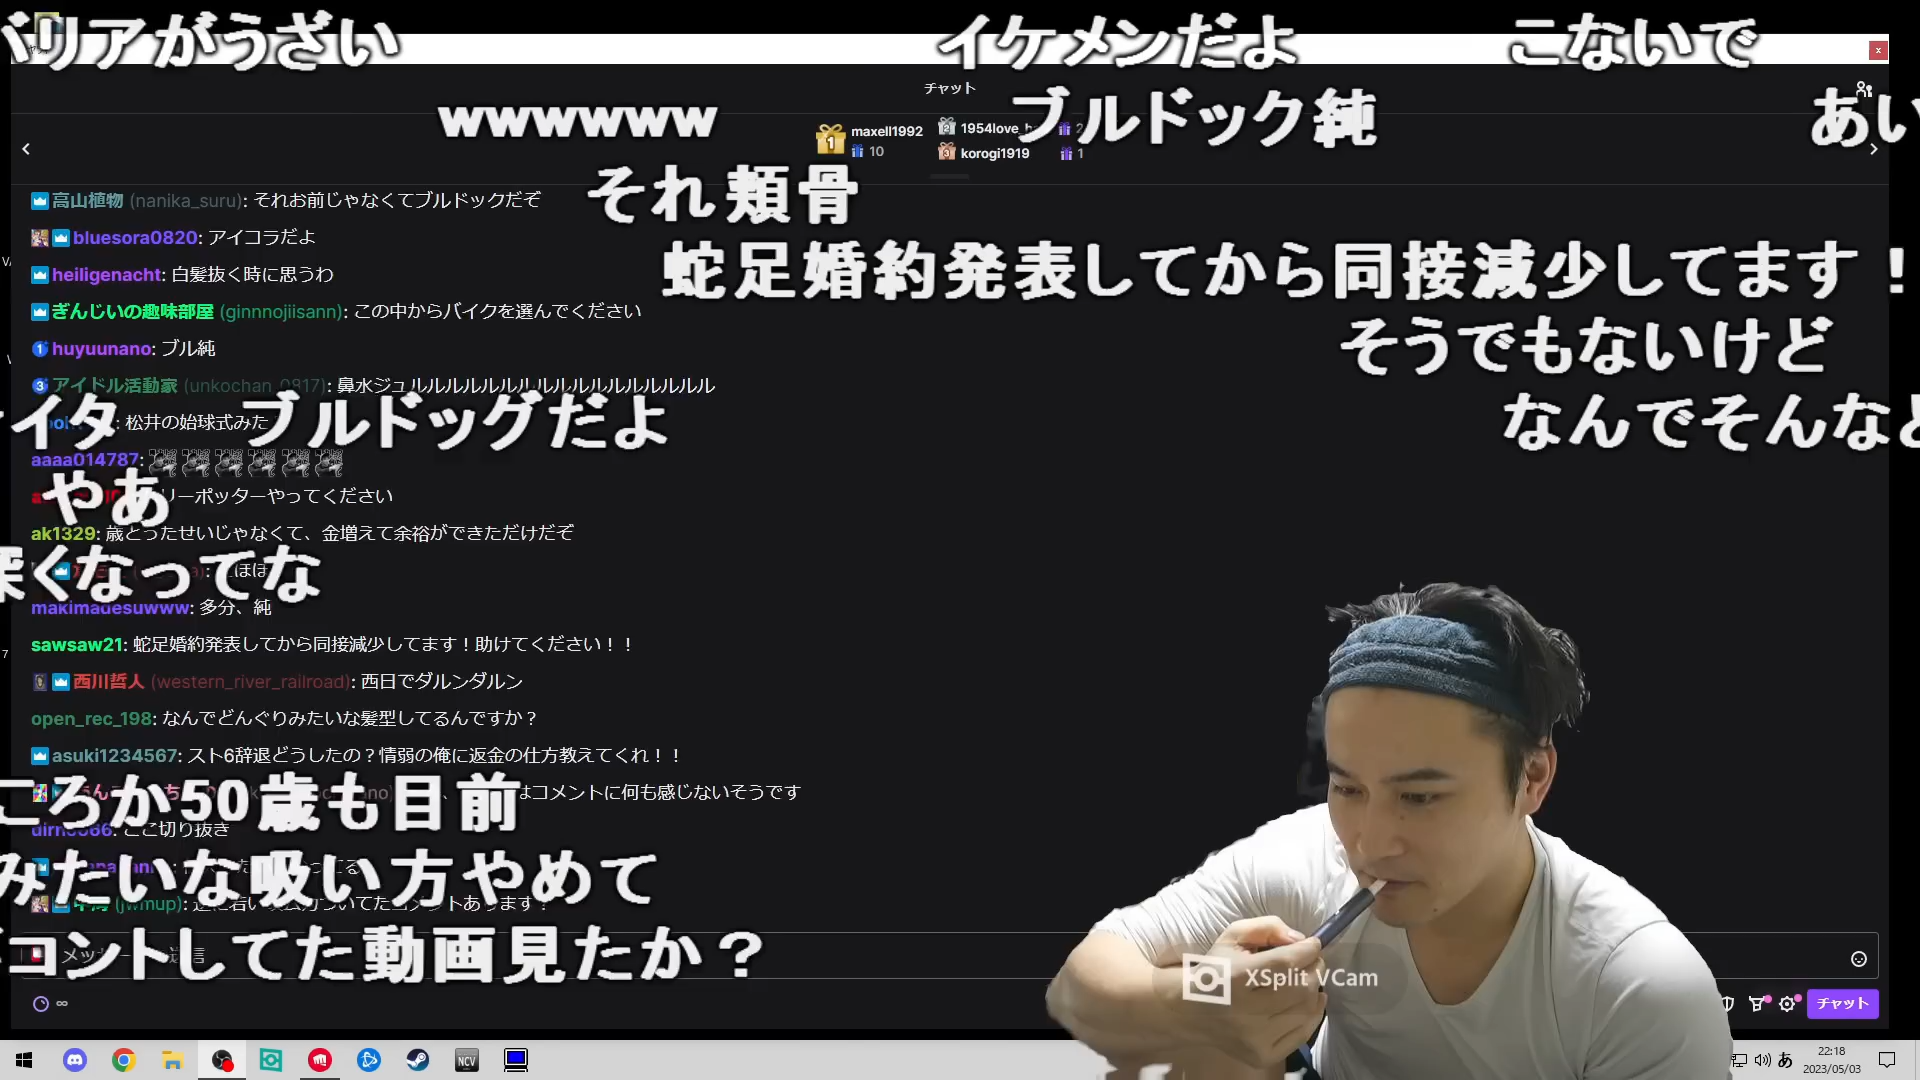 バリアがうざい
イケメンだよ
こないで
チャット
wwwwwww
maxell1992
10
1954love_
2
korogi1919
1
ブルドック純
あい
それ頬骨
高山植物 (nanika_suru): それお前じゃなくてブルドックだぞ
bluesora0820: アイコラだよ
蛇足婚約発表してから同接減少してます！
heiligenacht: 白髪抜く時に思うわ
ぎんじいの趣味部屋 (ginnnojiisann): この中からバイクを選んでください
そうでもないけど
huyuunano: ブル純
アイドル活動家 (unkochan_0817): 鼻水ジュルルルルルルルルルルルルルルルルル
イタ
ブルドッグだよ
なんでそんなと
松井の始球式みた
aaaa014787:
やあ
リーポッターやってください
ak1329: 歳とったせいじゃなくて、金増えて余裕ができただけだぞ
深くなってな
ほほ
makimadesuwww: 多分、純
sawsaw21: 蛇足婚約発表してから同接減少してます！助けてください！！
西川哲人 (western_river_railroad): 西日でダルンダルン
open_rec_198: なんでどんぐりみたいな髪型してるんですか？
asuki1234567: スト6辞退どうしたの？情弱の俺に返金の仕方教えてくれ！！
ころか50歳も目前
はコメントに何も感じないそうです
ここ切り抜き
みたいな吸い方やめて
(jwmup):
コントしてた動画見たか？
XSplit VCam
∞
チャット
NCV
あ
22:18
2023/05/03